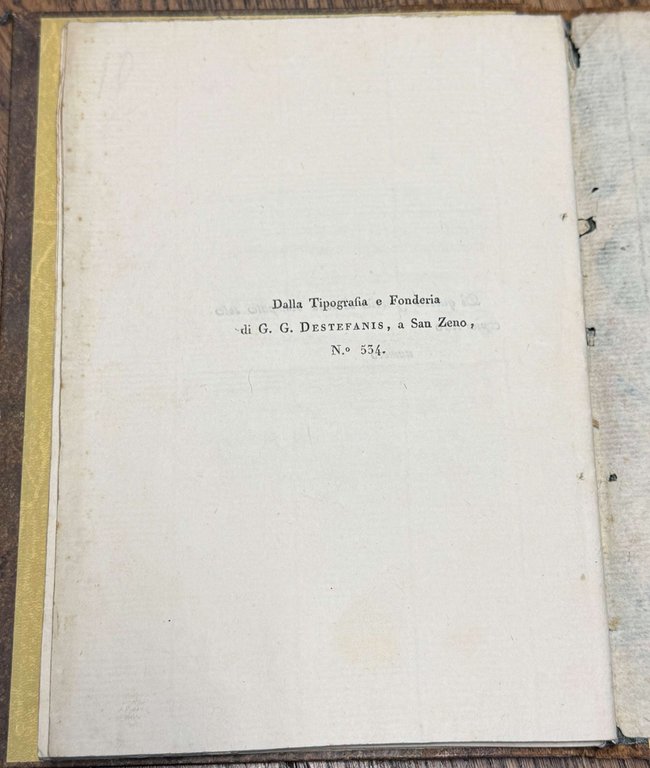 Dalla Tipografia e Fonderia
di G. G. DESTEFANIS, a San Zeno,
N.º 534.